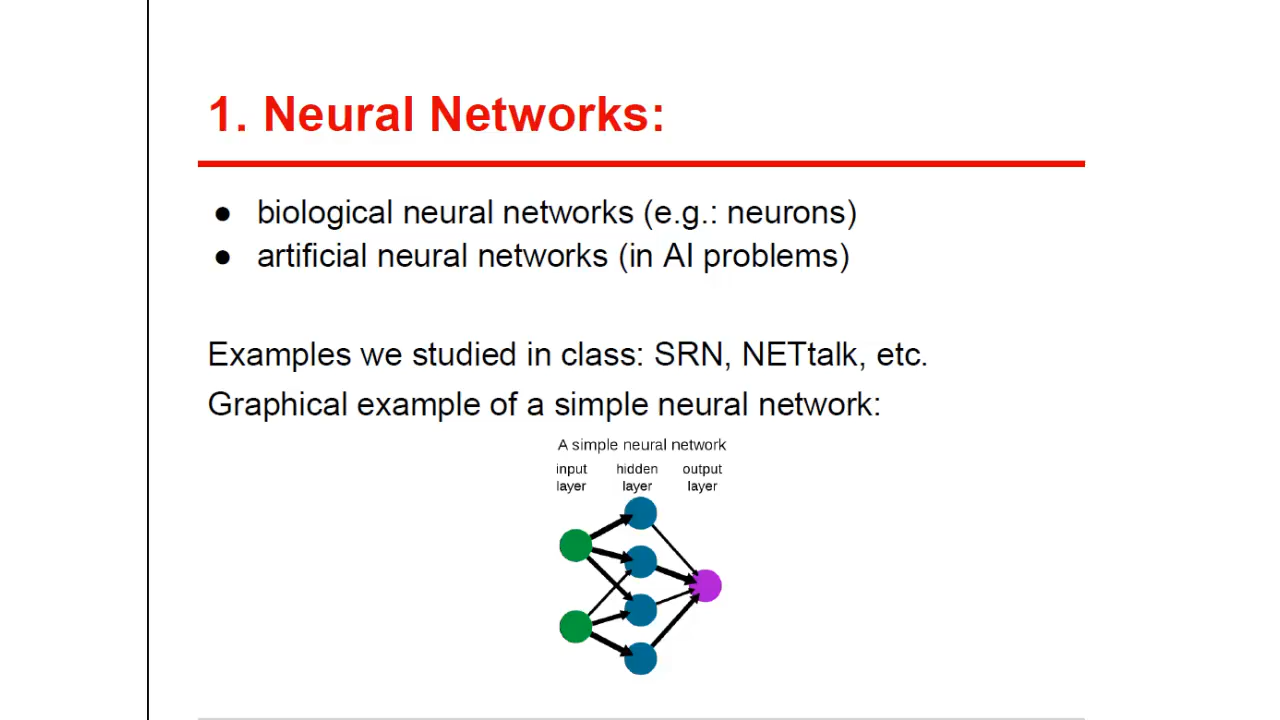 1. Neural Networks:
● biological neural networks (e.g.: neurons)
● artificial neural networks (in AI problems)
Examples we studied in class: SRN, NETtalk, etc.
Graphical example of a simple neural network:
A simple neural network
input hidden output
layer layer layer